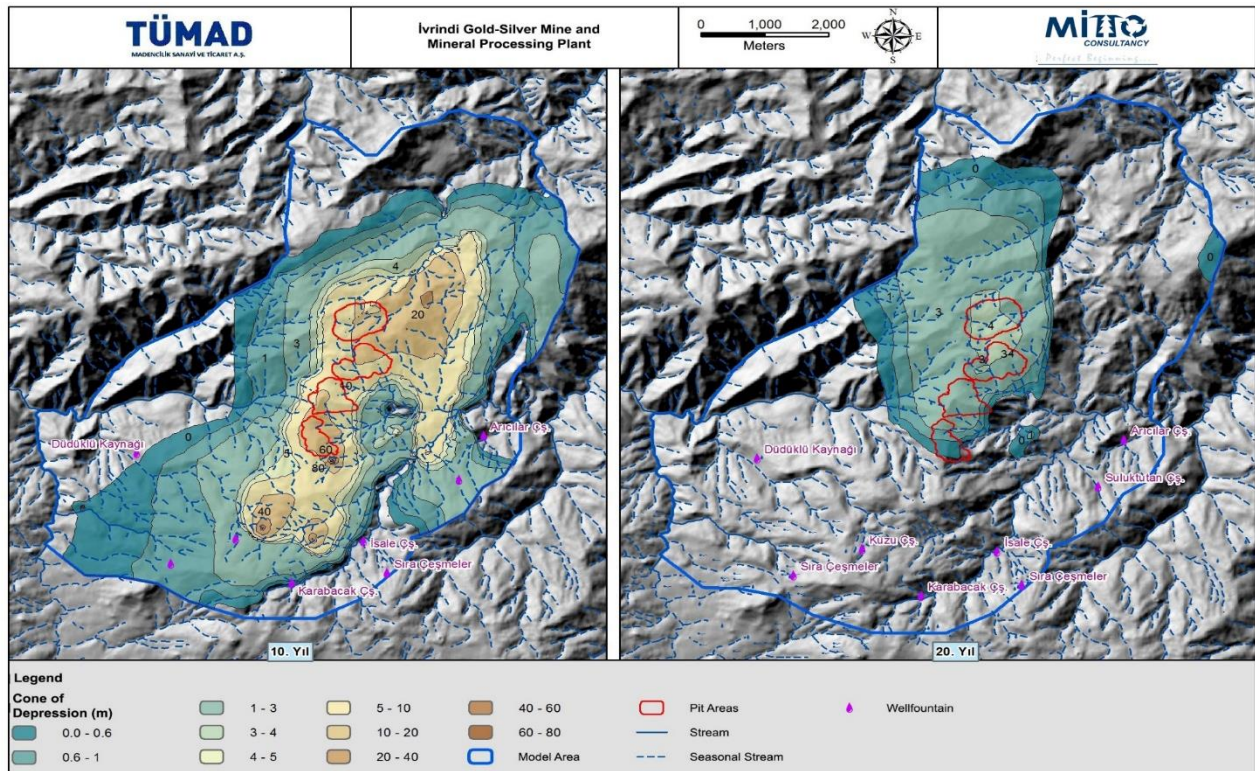 TÜMAD
MADENCİLİK SANAYİ VE TİCARET A.Ş.
İvrindi Gold-Silver Mine and
Mineral Processing Plant
0 1,000 2,000
Meters
N
W E
S
MiTTO
CONSULTANCY
Perfect Beginning...
4
20
3
1
10
0
5
60
80
40
Düdüklü Kaynağı
Arıcılar Çş.
İsale Çş.
Sıra Çeşmeler
Karabacak Çş.
10. Yıl
0
0
1
3
4
3
34
0
Düdüklü Kaynağı
Arıcılar Çş.
Suluktutan Çş.
Kuzu Çş.
İsale Çş.
Sıra Çeşmeler
Sıra Çeşmeler
Karabacak Çş.
20. Yıl
Legend
Cone of
Depression (m)
0.0 - 0.6
0.6 - 1
1 - 3
3 - 4
4 - 5
5 - 10
10 - 20
20 - 40
40 - 60
60 - 80
Model Area
Pit Areas
Stream
Seasonal Stream
Wellfountain